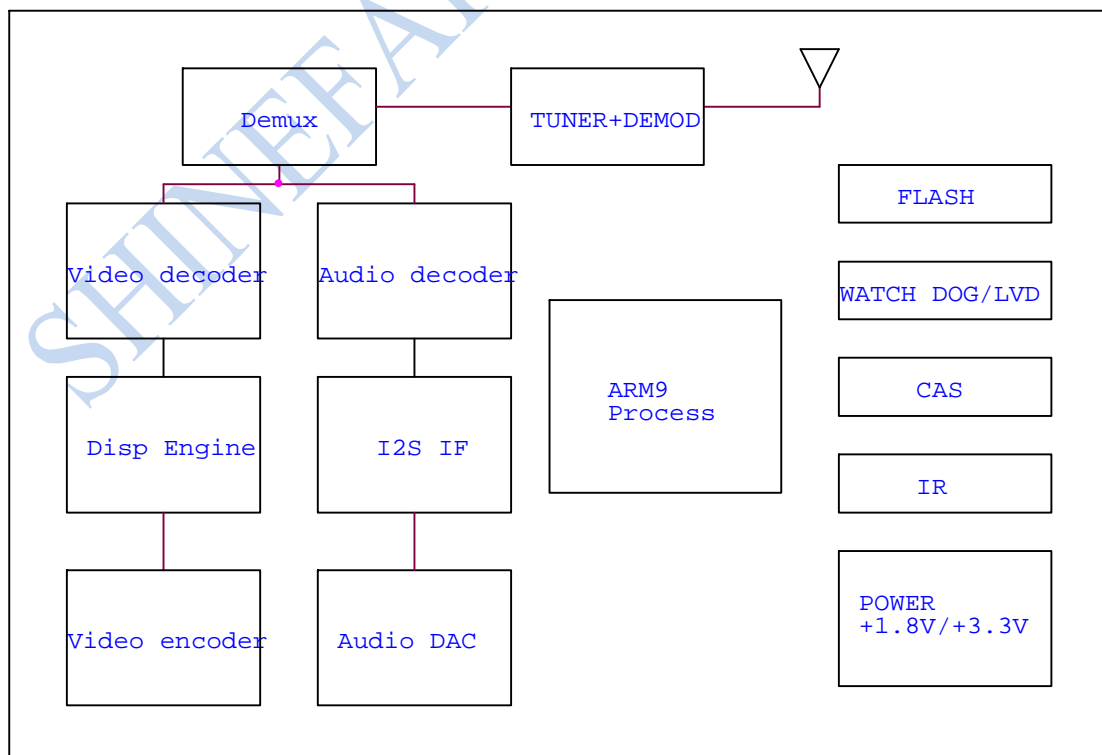 Demux
TUNER+DEMOD
FLASH
Video decoder
Audio decoder
WATCH DOG/LVD
ARM9
Process
CAS
Disp Engine
I2S IF
IR
POWER
+1.8V/+3.3V
Video encoder
Audio DAC